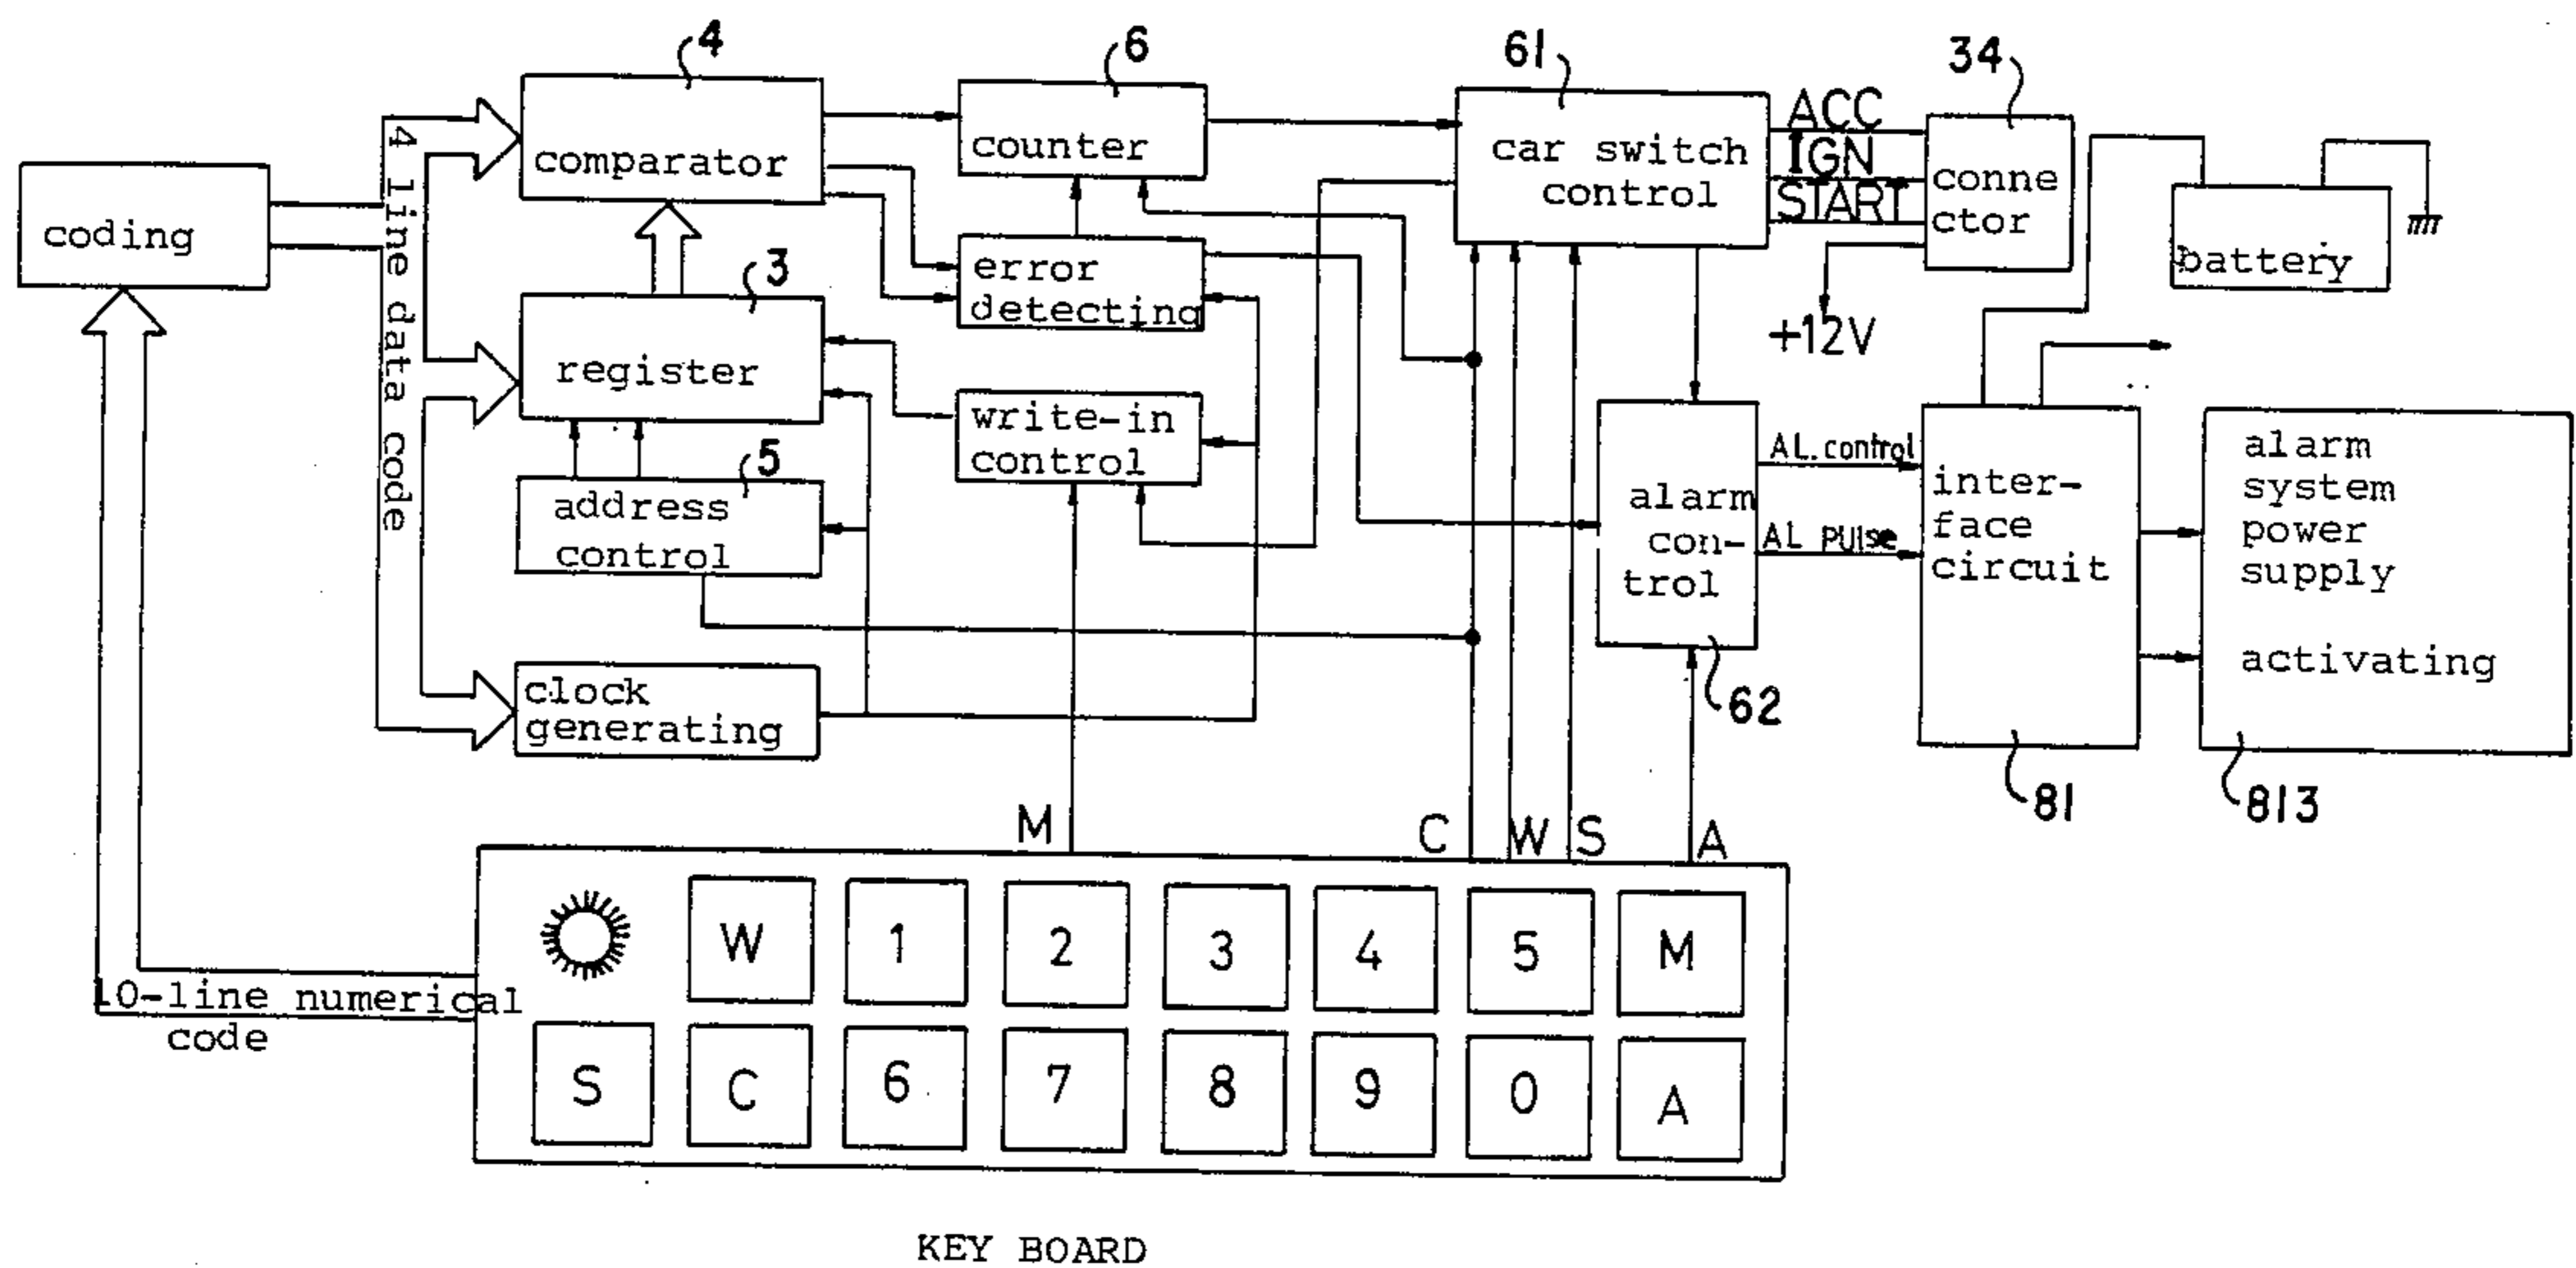 4
6
61
34
coding
4 line data code
comparator
counter
car switch
control
ACC
IGN
START
conne
ctor
+12V
battery
3
register
error
detecting
write-in
control
5
address
control
clock
generating
alarm
con-
trol
62
AL.control
AL PUlse
inter-
face
circuit
81
alarm
system
power
supply
activating
813
M
C
W
S
A
10-line numerical
code
W 1 2 3 4 5 M
S C 6 7 8 9 0 A
KEY BOARD